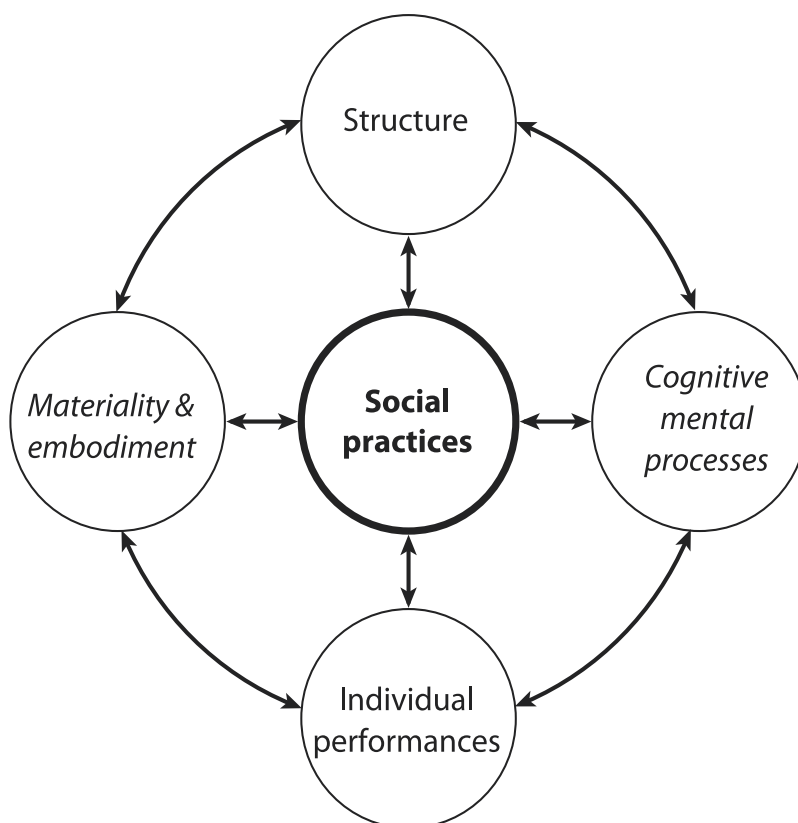 Structure
Materiality &
embodiment
Social
practices
Cognitive
mental
processes
Individual
performances